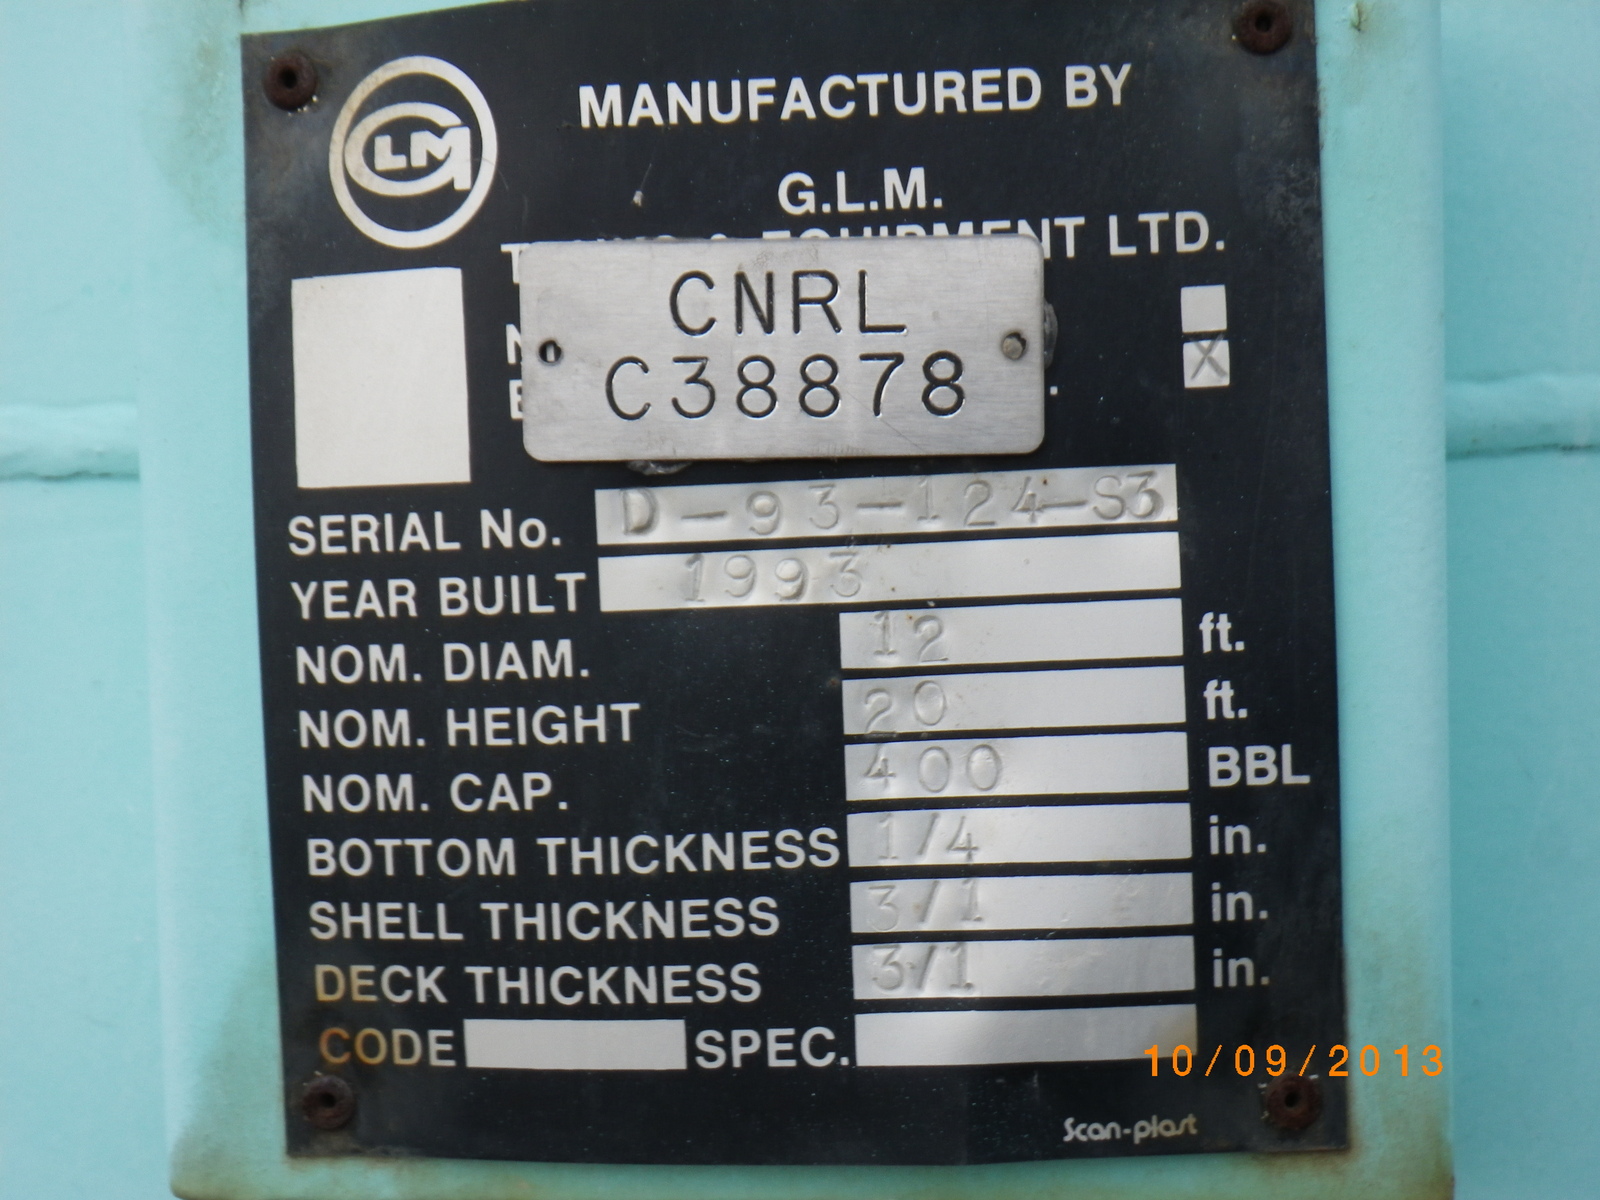 GLM
MANUFACTURED BY
G.L.M.
EQUIPMENT LTD.
CNRL
C38878
X
SERIAL No. D-93-124-S3
YEAR BUILT 1993
NOM. DIAM. 12 ft.
NOM. HEIGHT 20 ft.
NOM. CAP. 400 BBL
BOTTOM THICKNESS 1/4 in.
SHELL THICKNESS 3/1 in.
DECK THICKNESS 3/1 in.
CODE SPEC.
10/09/2013
Scan-plast